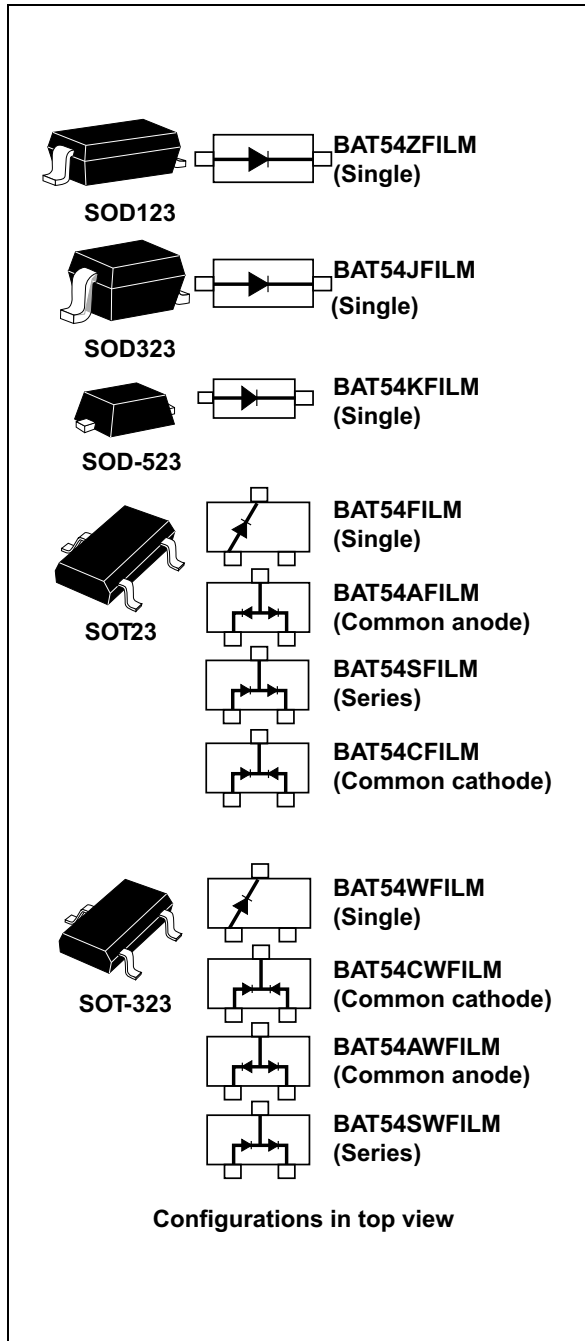 BAT54ZFILM
(Single)
SOD123
BAT54JFILM
(Single)
SOD323
BAT54KFILM
(Single)
SOD-523
BAT54FILM
(Single)
BAT54AFILM
(Common anode)
SOT23
BAT54SFILM
(Series)
BAT54CFILM
(Common cathode)
BAT54WFILM
(Single)
BAT54CWFILM
(Common cathode)
SOT-323
BAT54AWFILM
(Common anode)
BAT54SWFILM
(Series)
Configurations in top view